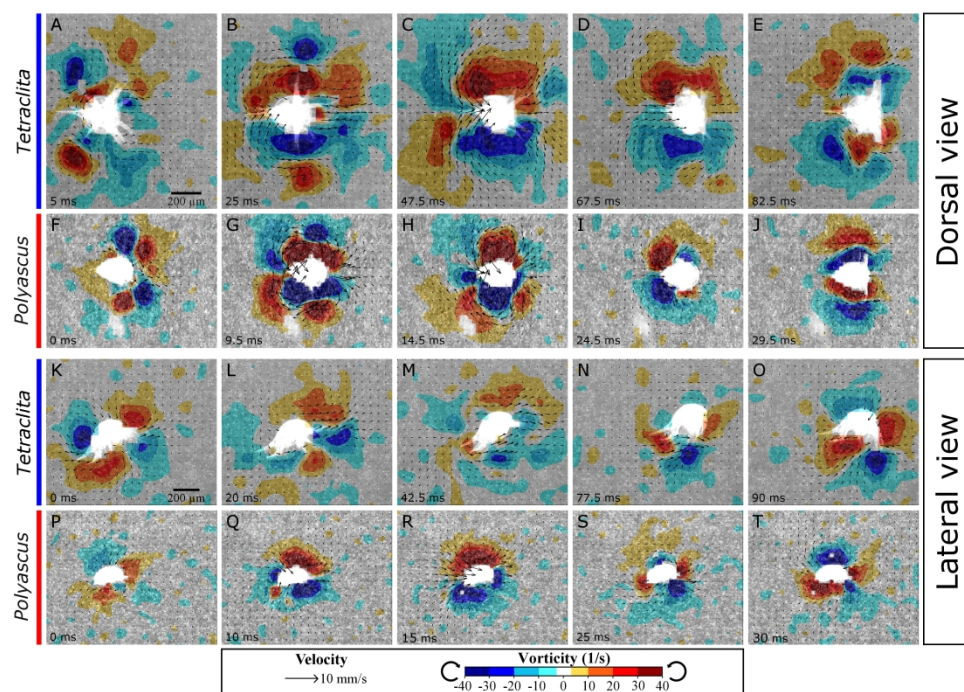 A B C D E
Tetraclita
5 ms 25 ms 47.5 ms 67.5 ms 82.5 ms
200 µm
Dorsal view
F G H I J
Polyascus
0 ms 9.5 ms 14.5 ms 24.5 ms 29.5 ms
K L M N O
Tetraclita
0 ms 20 ms 42.5 ms 77.5 ms 90 ms
200 µm
Lateral view
P Q R S T
Polyascus
0 ms 10 ms 15 ms 25 ms 30 ms
Velocity
10 mm/s
Vorticity (1/s)
-40 -30 -20 -10 0 10 20 30 40